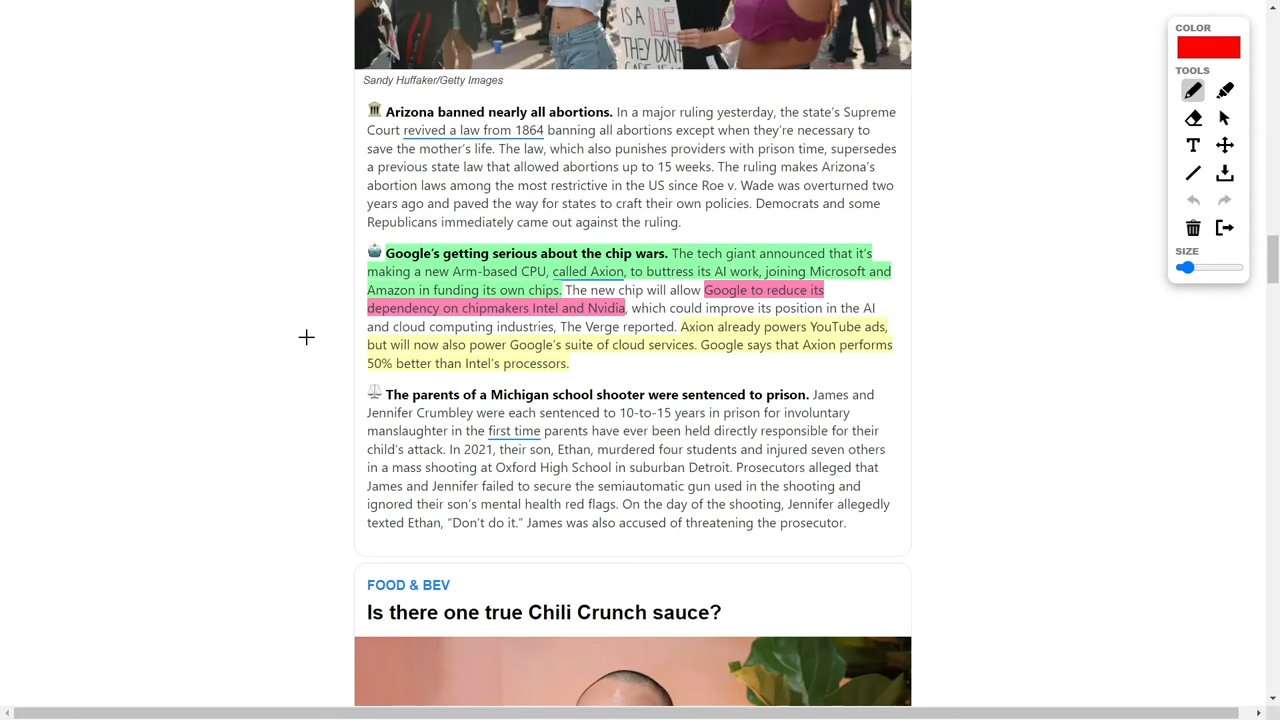 IS A LIE
THEY DON'T
Sandy Huffaker/Getty Images
Arizona banned nearly all abortions. In a major ruling yesterday, the state's Supreme
Court revived a law from 1864 banning all abortions except when they're necessary to
save the mother's life. The law, which also punishes providers with prison time, supersedes
a previous state law that allowed abortions up to 15 weeks. The ruling makes Arizona's
abortion laws among the most restrictive in the US since Roe v. Wade was overturned two
years ago and paved the way for states to craft their own policies. Democrats and some
Republicans immediately came out against the ruling.
Google's getting serious about the chip wars. The tech giant announced that it's
making a new Arm-based CPU, called Axion, to buttress its AI work, joining Microsoft and
Amazon in funding its own chips. The new chip will allow Google to reduce its
dependency on chipmakers Intel and Nvidia, which could improve its position in the AI
and cloud computing industries, The Verge reported. Axion already powers YouTube ads,
but will now also power Google's suite of cloud services. Google says that Axion performs
50% better than Intel's processors.
The parents of a Michigan school shooter were sentenced to prison. James and
Jennifer Crumbley were each sentenced to 10-to-15 years in prison for involuntary
manslaughter in the first time parents have ever been held directly responsible for their
child's attack. In 2021, their son, Ethan, murdered four students and injured seven others
in a mass shooting at Oxford High School in suburban Detroit. Prosecutors alleged that
James and Jennifer failed to secure the semiautomatic gun used in the shooting and
ignored their son's mental health red flags. On the day of the shooting, Jennifer allegedly
texted Ethan, "Don't do it." James was also accused of threatening the prosecutor.
FOOD & BEV
Is there one true Chili Crunch sauce?
COLOR
TOOLS
T
SIZE